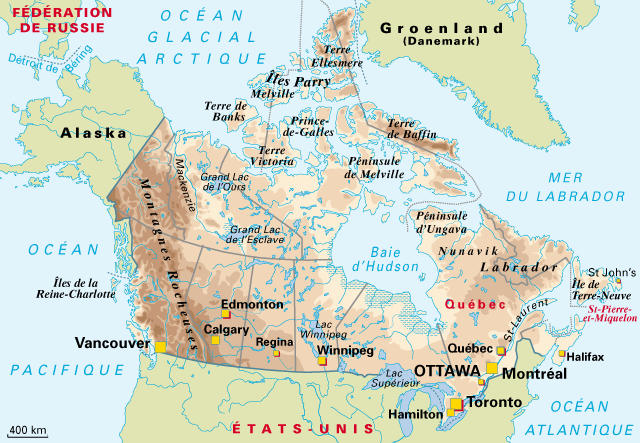 FÉDÉRATION
DE RUSSIE
OCÉAN
GLACIAL
ARCTIQUE
Groenland
(Danemark)
Détroit de Béring
Terre
Ellesmere
Îles Parry
Melville
Terre de
Banks
Prince-
de-Galles
Terre
de Baffin
Alaska
Terre
Victoria
Péninsule
de Melville
Mackenzie
Grand Lac
de l'Ours
MER
DU LABRADOR
Montagnes Rocheuses
Grand Lac
de l'Esclave
Péninsule
d'Ungava
OCÉAN
Baie
d'Hudson
Nunavik
Labrador
Îles de la
Reine-Charlotte
St John's
Île de
Terre-Neuve
St-Pierre-
et-Miquelon
Edmonton
Québec
St-Laurent
Calgary
Lac
Winnipeg
Vancouver
Regina
Winnipeg
Québec
Halifax
PACIFIQUE
Lac
Supérieur
OTTAWA
Montréal
Toronto
Hamilton
OCÉAN
ATLANTIQUE
ÉTATS-UNIS
400 km